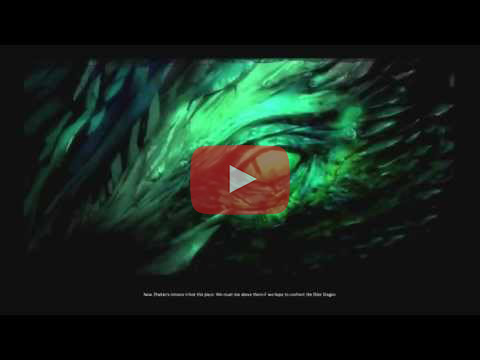 Now, Zhaitan's minions infest this place. We must rise above them if we hope to confront the Elder Dragon.